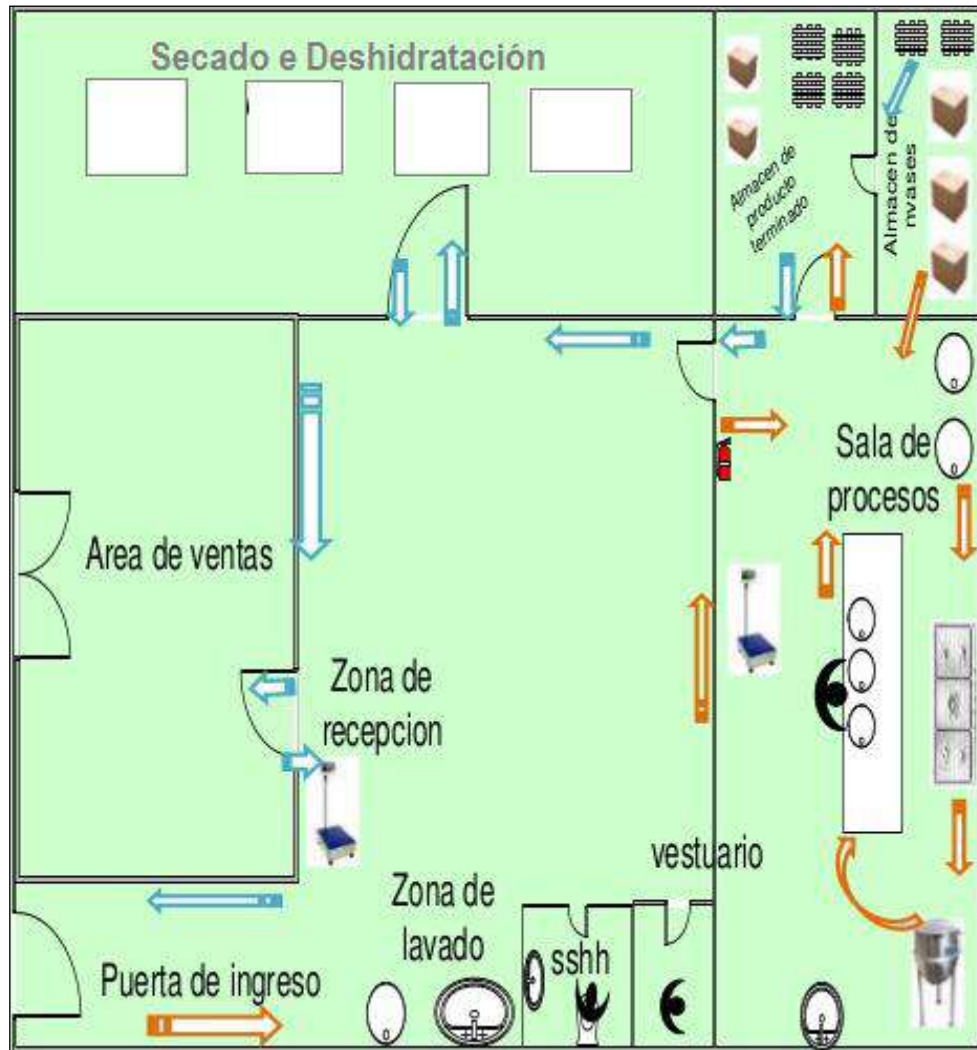 Secado e Deshidratación
Almacen de
producto
terminado
Almacen de
nvases
Sala de
procesos
Area de ventas
Zona de
recepcion
vestuario
Zona de
lavado
sshh
Puerta de ingreso